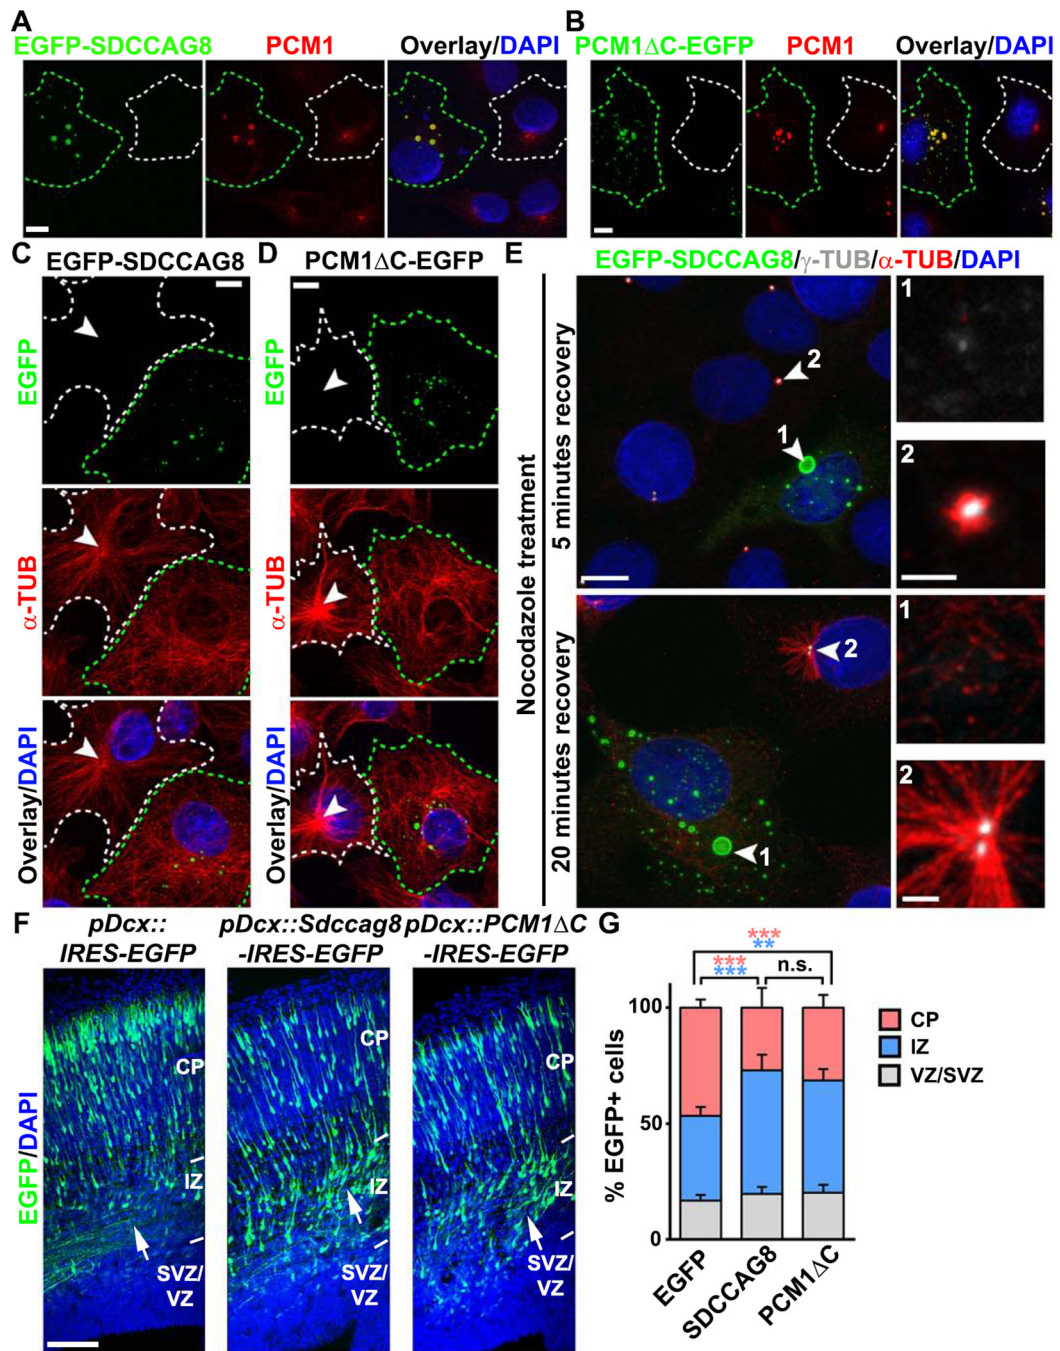 A
EGFP-SDCCAG8 PCM1 Overlay/DAPI
B
PCM1ΔC-EGFP PCM1 Overlay/DAPI
C
EGFP-SDCCAG8
EGFP
α-TUB
Overlay/DAPI
D
PCM1ΔC-EGFP
EGFP
α-TUB
Overlay/DAPI
E
EGFP-SDCCAG8/γ-TUB/α-TUB/DAPI
Nocodazole treatment
5 minutes recovery
2
1
1
2
20 minutes recovery
2
1
1
2
F
pDcx::
IRES-EGFP
pDcx::Sdccag8
-IRES-EGFP
pDcx::PCM1ΔC
-IRES-EGFP
EGFP/DAPI
CP
IZ
SVZ/
VZ
CP
IZ
SVZ/
VZ
CP
IZ
SVZ/
VZ
G
***
**
***
***
n.s.
% EGFP+ cells
100
50
0
EGFP
SDCCAG8
PCM1ΔC
CP
IZ
VZ/SVZ